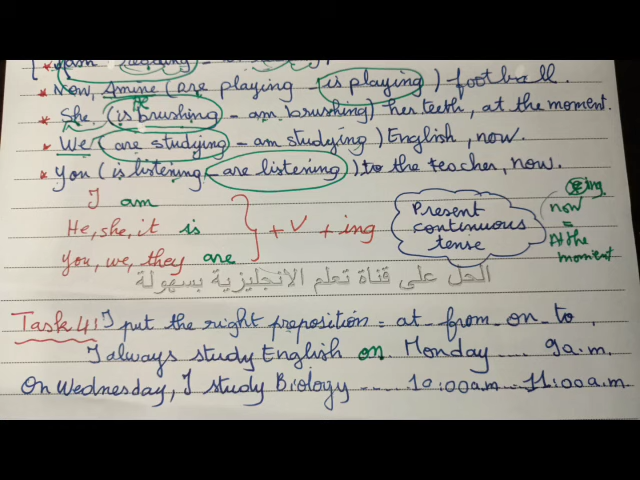 * Now, Amine (are playing - is playing) football.
* She (is brushing - am brushing) her teeth, at the moment.
* We (are studying - am studying) English, now.
* You (is listening - are listening) to the teacher, now.
I am
He, she, it is
You, we, they are
+ V + ing
Present
continuous
tense
ing
now
=
At the
moment
الحل على قناة تعلم الانجليزية بسهولة
Task 4: I put the right preposition = at - from - on - to.
I always study English on Monday .... 9 a.m.
On Wednesday, I study Biology ..... 10:00 a.m .... 11:00 a.m.